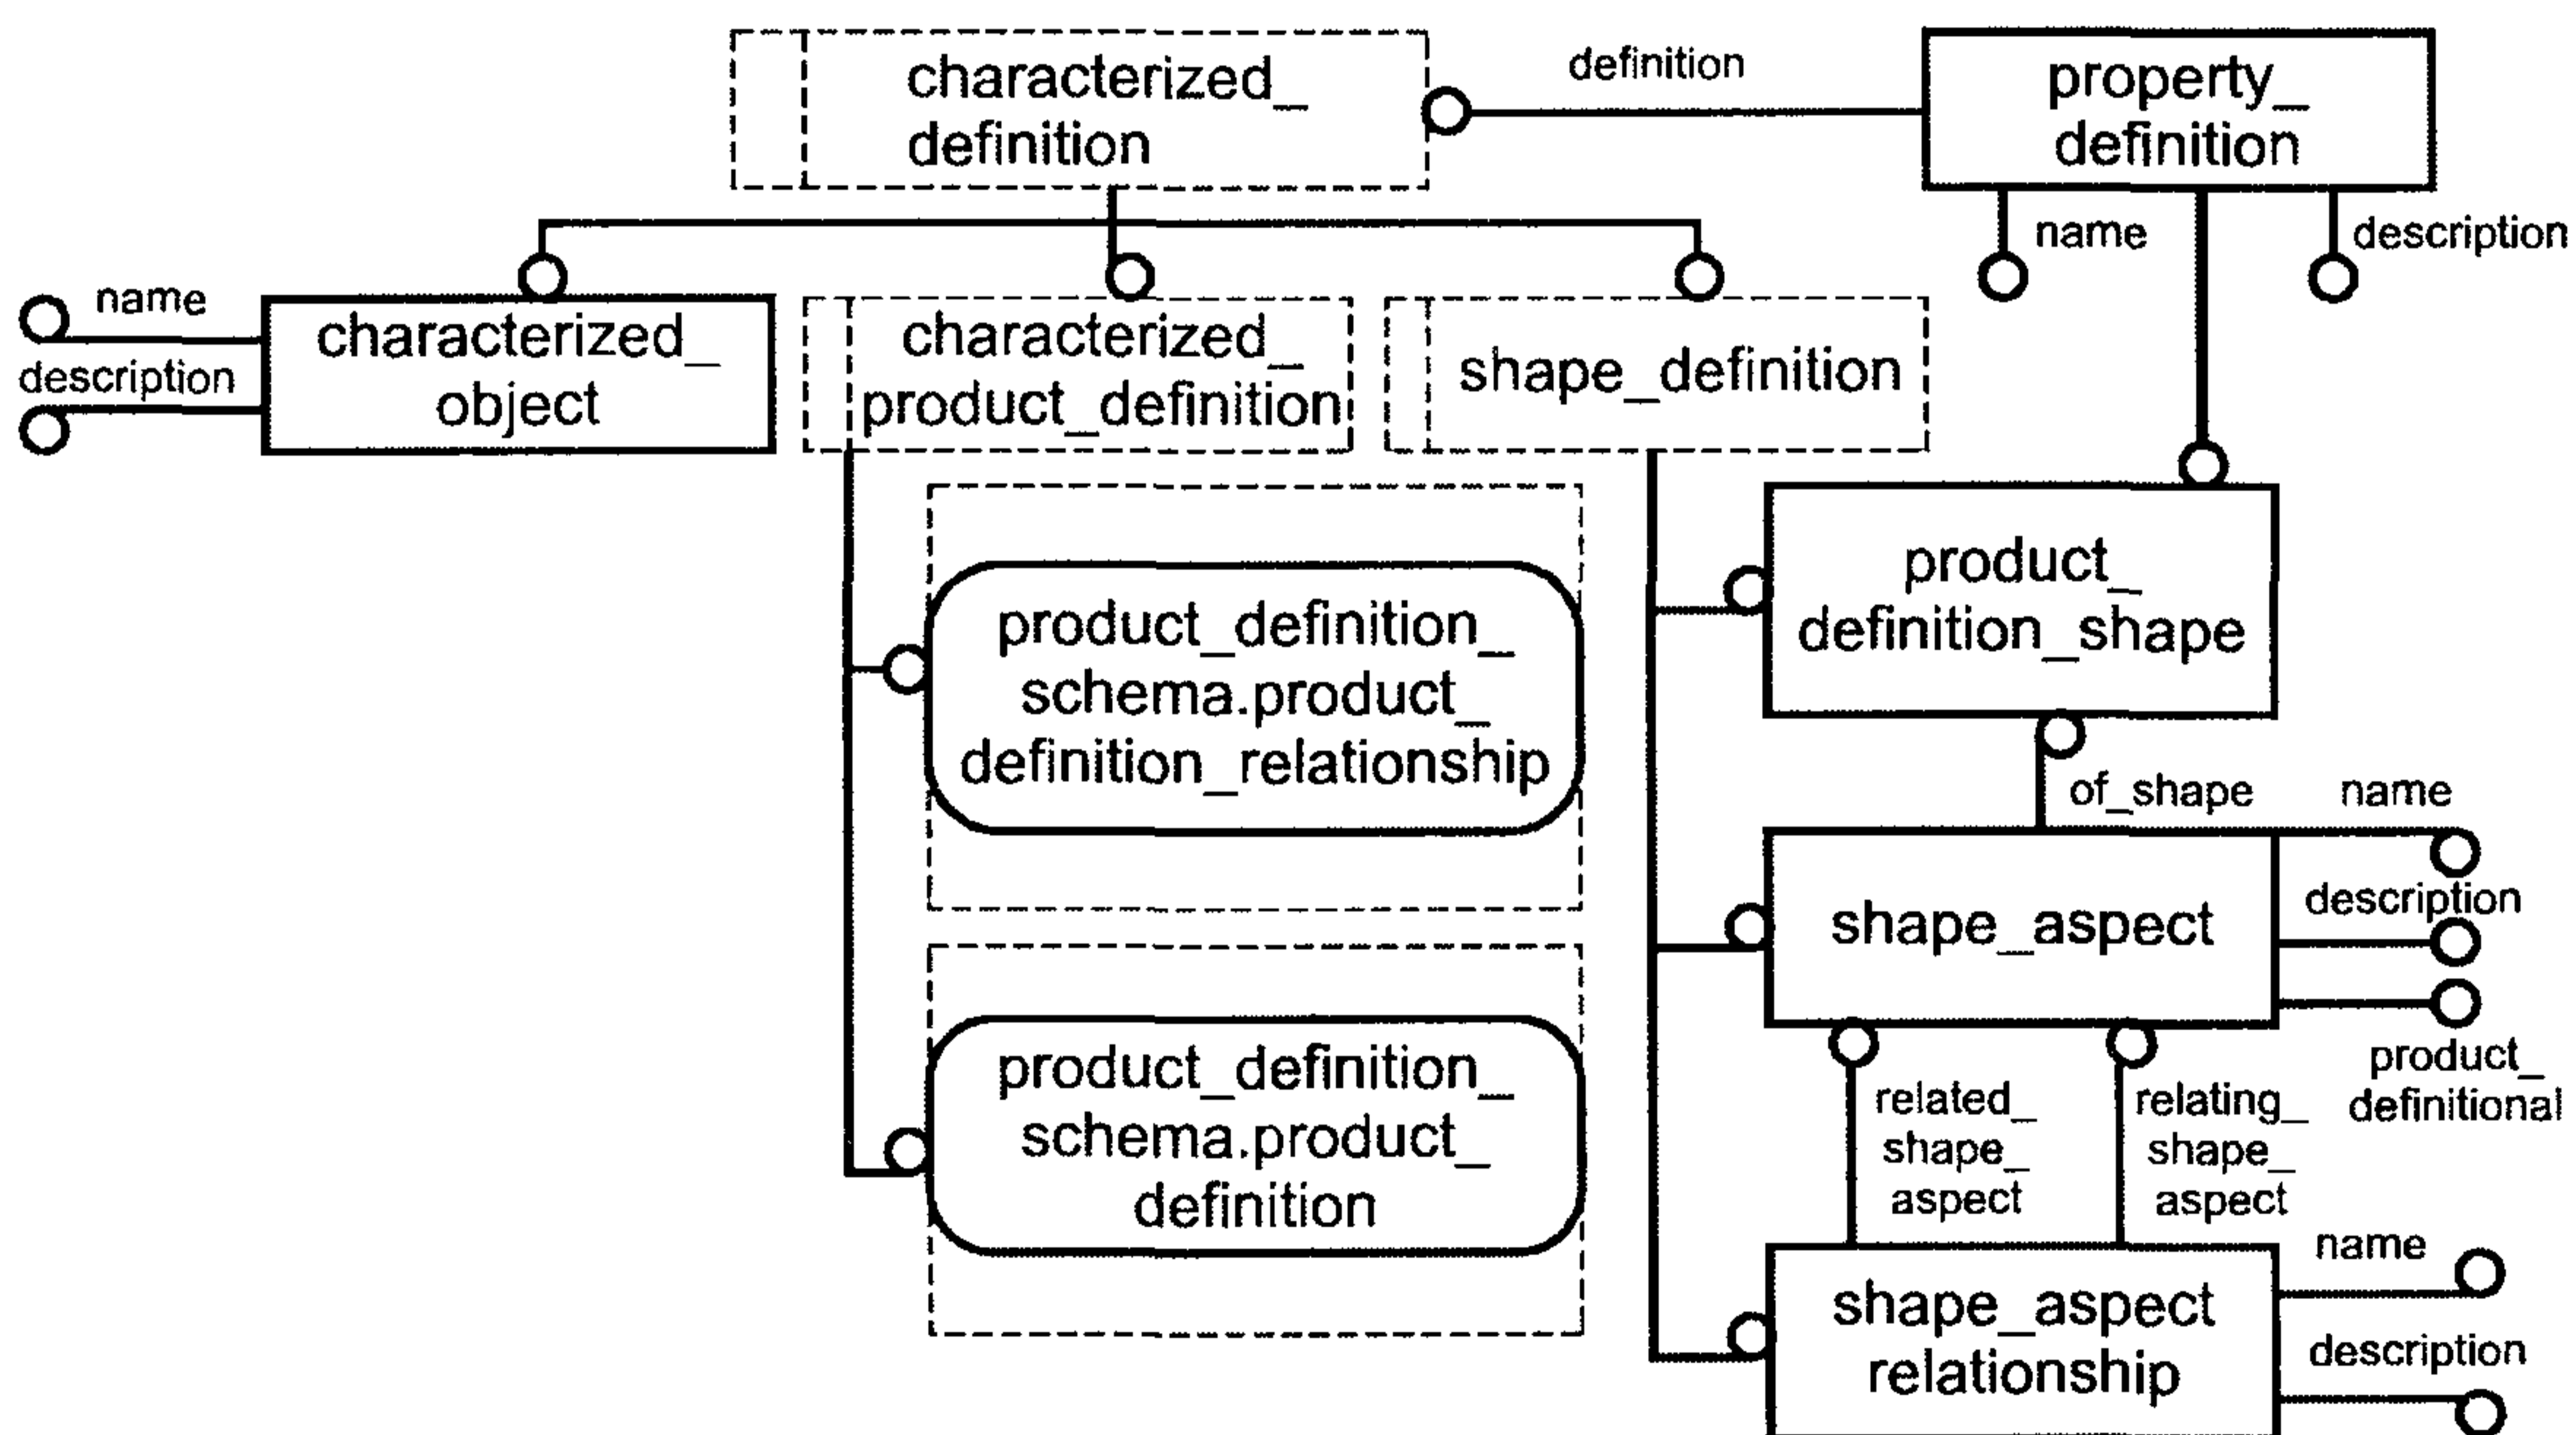 characterized_
definition
definition
property_
definition
name
description
name
description
characterized_
object
characterized_
product_definition
shape_definition
product_definition_
schema.product_
definition_relationship
product_
definition_shape
of_shape
name
description
product_
definitional
shape_aspect
product_definition_
schema.product_
definition
related_
shape_
aspect
relating_
shape_
aspect
shape_aspect
relationship
name
description